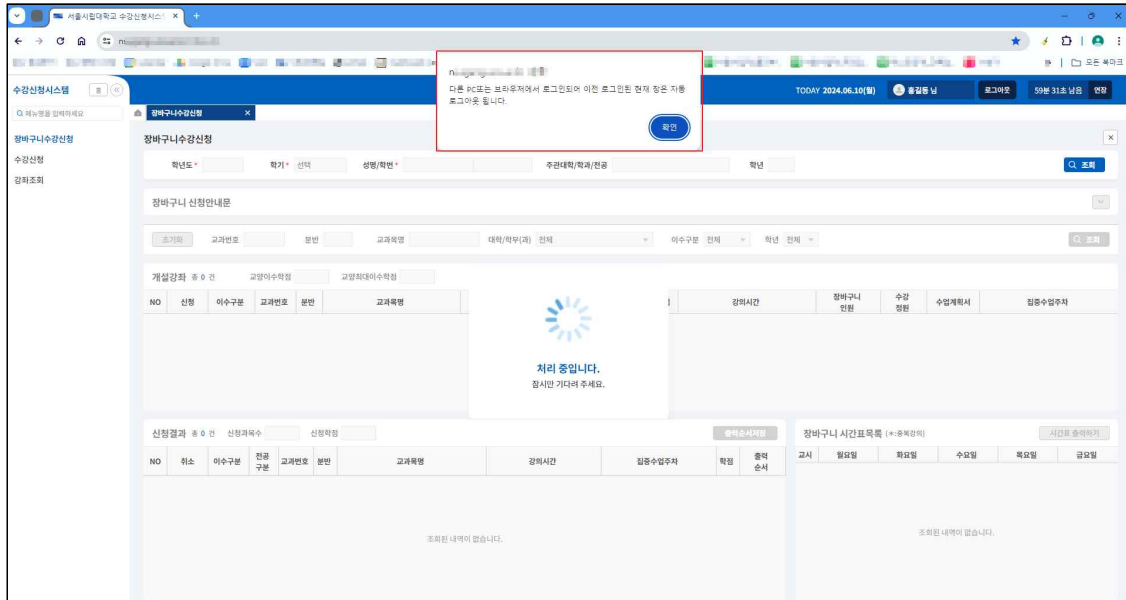 서울시립대학교 수강신청시스
모든 북마크
다른 PC또는 브라우저에서 로그인되어 이전 로그인된 현재 창은 자동
로그아웃 됩니다.
확인
수강신청시스템
TODAY 2024.06.10(월) 홍길동 님 로그아웃 59분 31초 남음 연장
메뉴명을 입력하세요
장바구니수강신청
장바구니수강신청
수강신청
강좌조회
장바구니수강신청
학년도* 학기* 선택 성명/학번* 주관대학/학과/전공 학년 조회
장바구니 신청안내문
초기화 교과번호 분반 교과목명 대학/학부(과) 전체 이수구분 전체 학년 전체 조회
개설강좌 총 0 건 교양이수학점 교양최대이수학점
NO 신청 이수구분 교과번호 분반 교과목명 강의시간 장바구니 인원 수강 정원 수업계획서 집중수업주차
처리 중입니다.
잠시만 기다려 주세요.
신청결과 총 0 건 신청과목수 신청학점 출력순서저장
NO 취소 이수구분 전공 구분 교과번호 분반 교과목명 강의시간 집중수업주차 학점 출력 순서
조회된 내역이 없습니다.
장바구니 시간표목록 (*:중복강의) 시간표 출력하기
교시 월요일 화요일 수요일 목요일 금요일
조회된 내역이 없습니다.